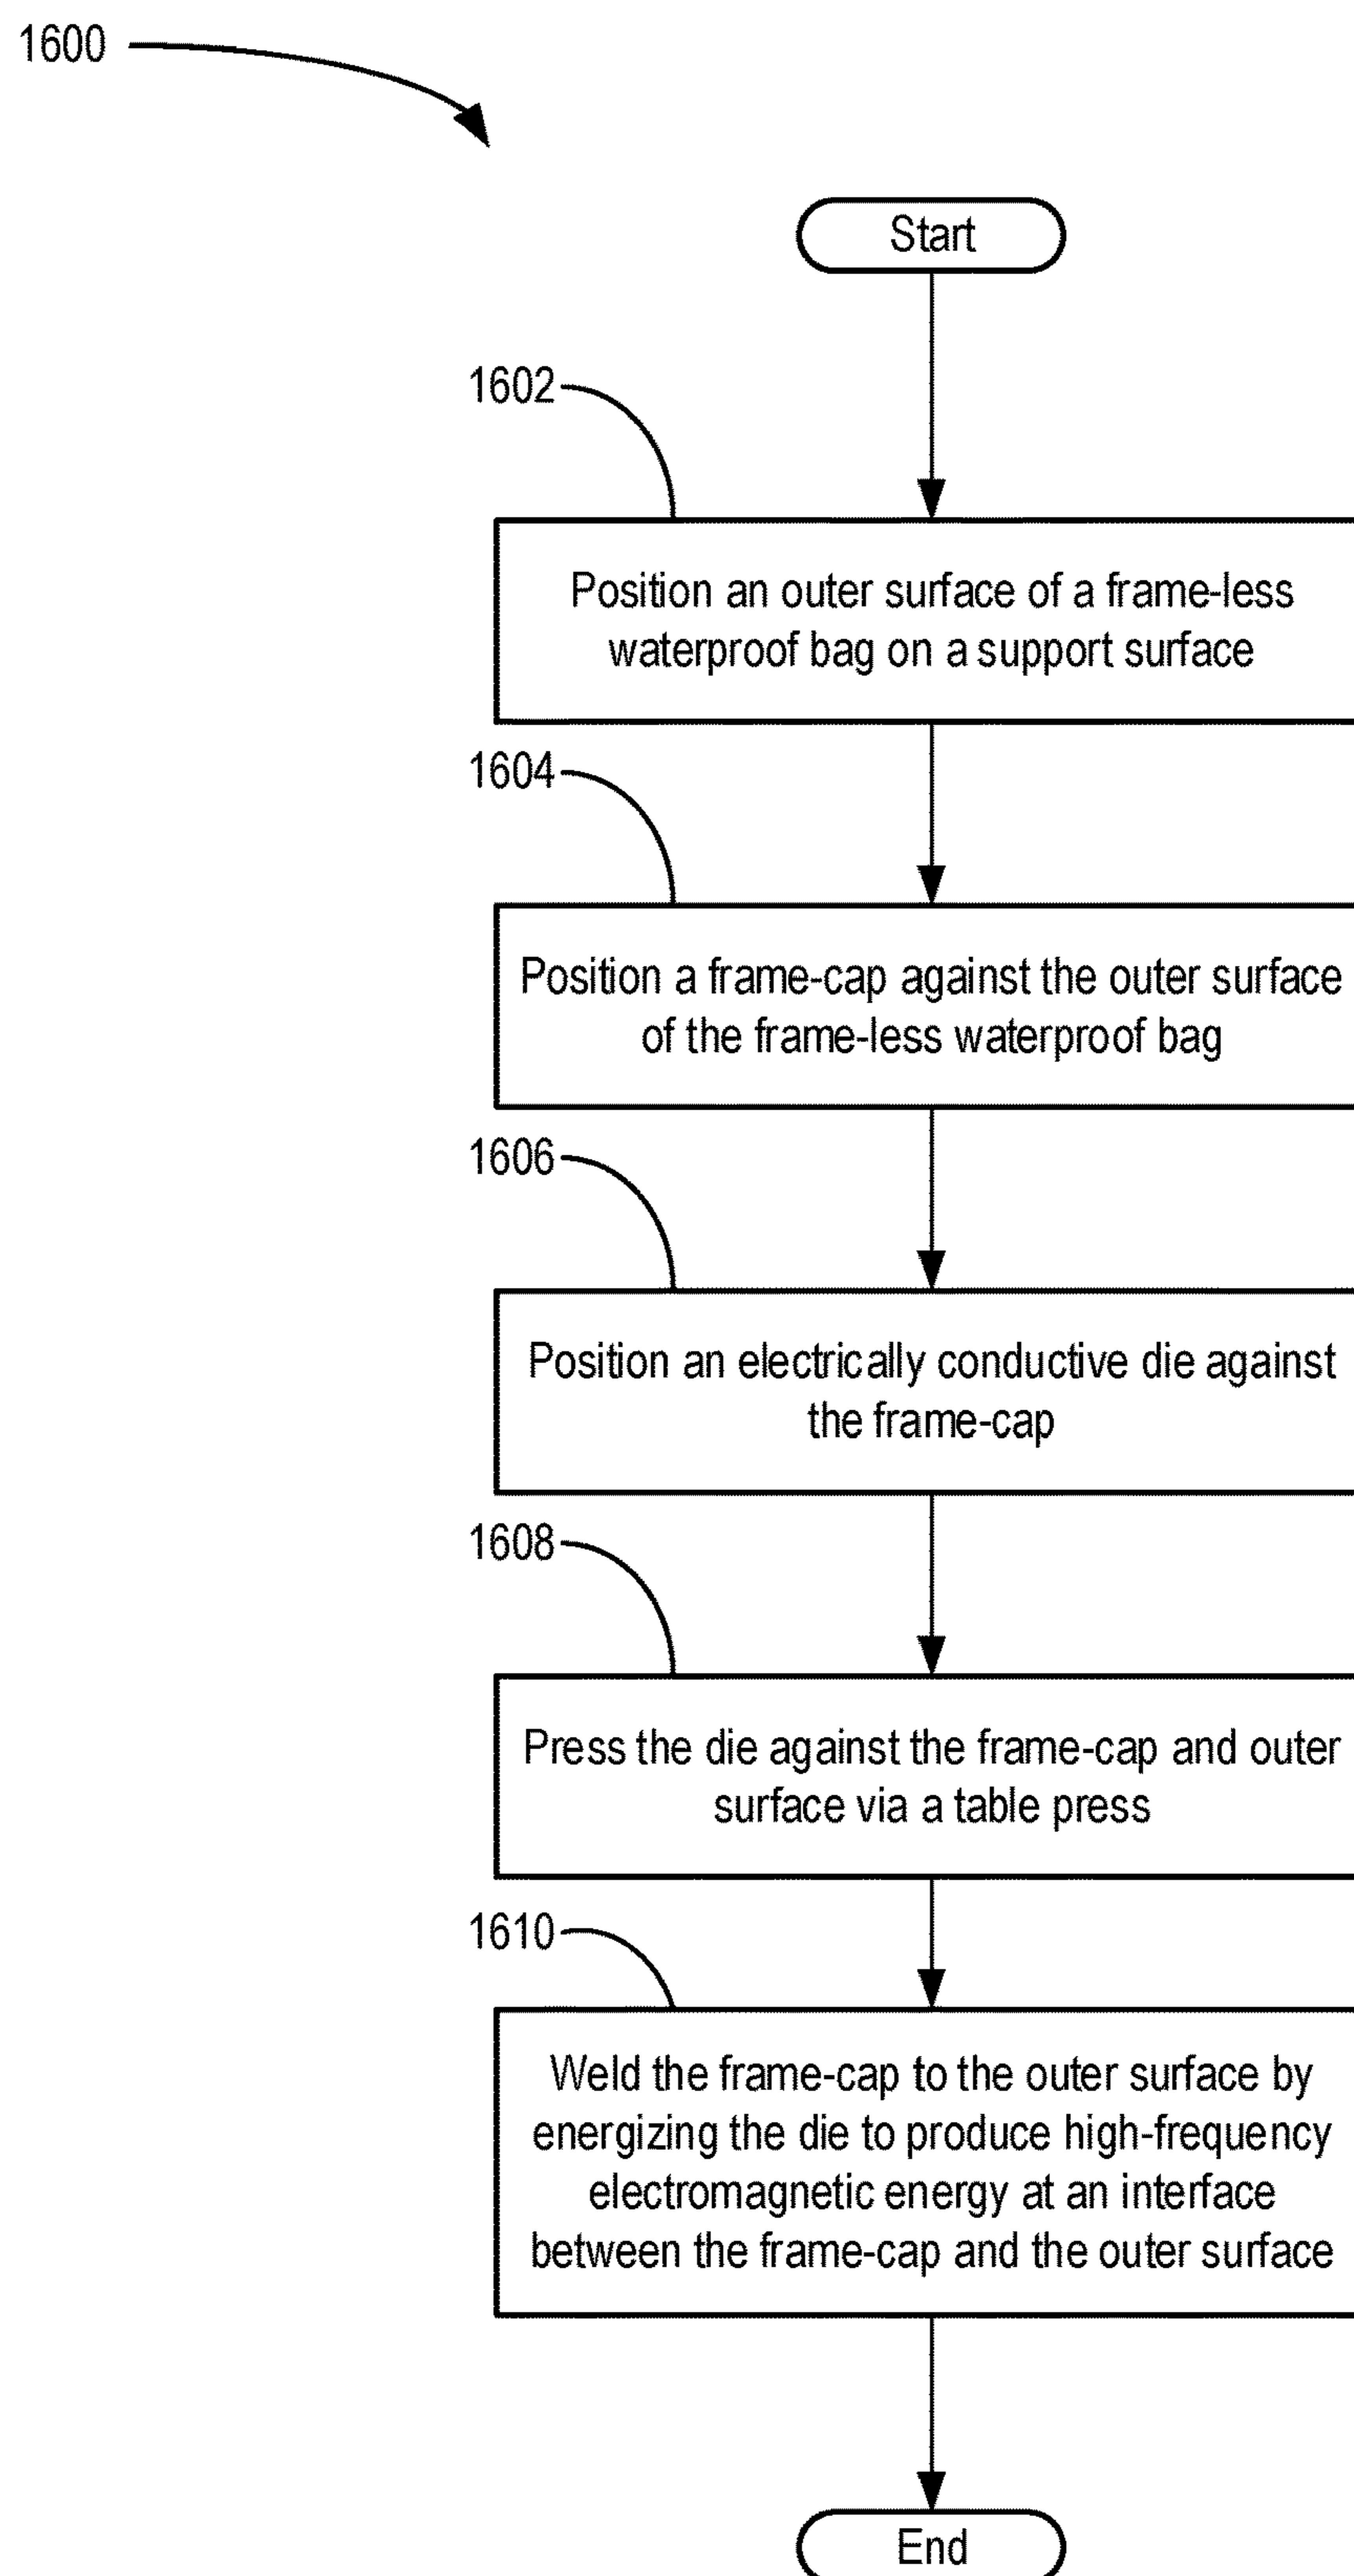 1600
Start
1602
Position an outer surface of a frame-less
waterproof bag on a support surface
1604
Position a frame-cap against the outer surface
of the frame-less waterproof bag
1606
Position an electrically conductive die against
the frame-cap
1608
Press the die against the frame-cap and outer
surface via a table press
1610
Weld the frame-cap to the outer surface by
energizing the die to produce high-frequency
electromagnetic energy at an interface
between the frame-cap and the outer surface
End